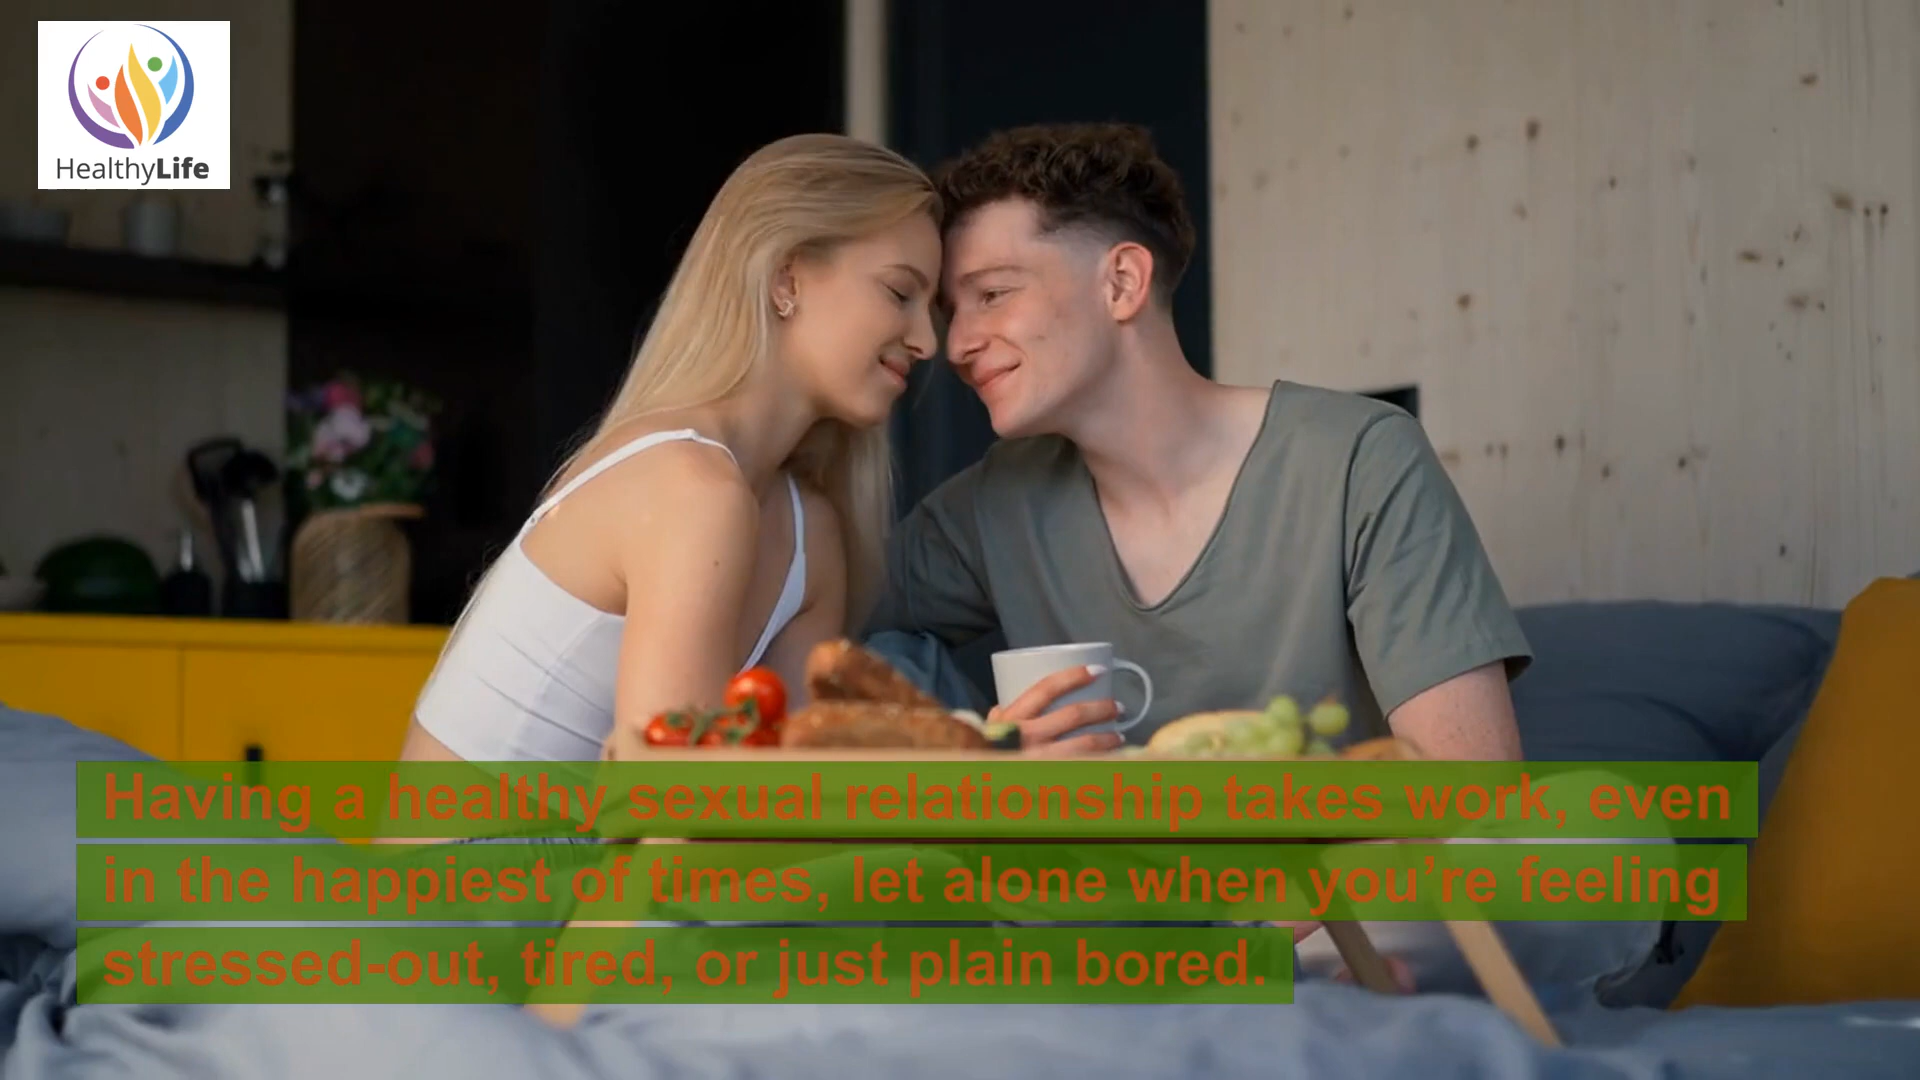 HealthyLife
Having a healthy sexual relationship takes work, even
in the happiest of times, let alone when you’re feeling
stressed-out, tired, or just plain bored.